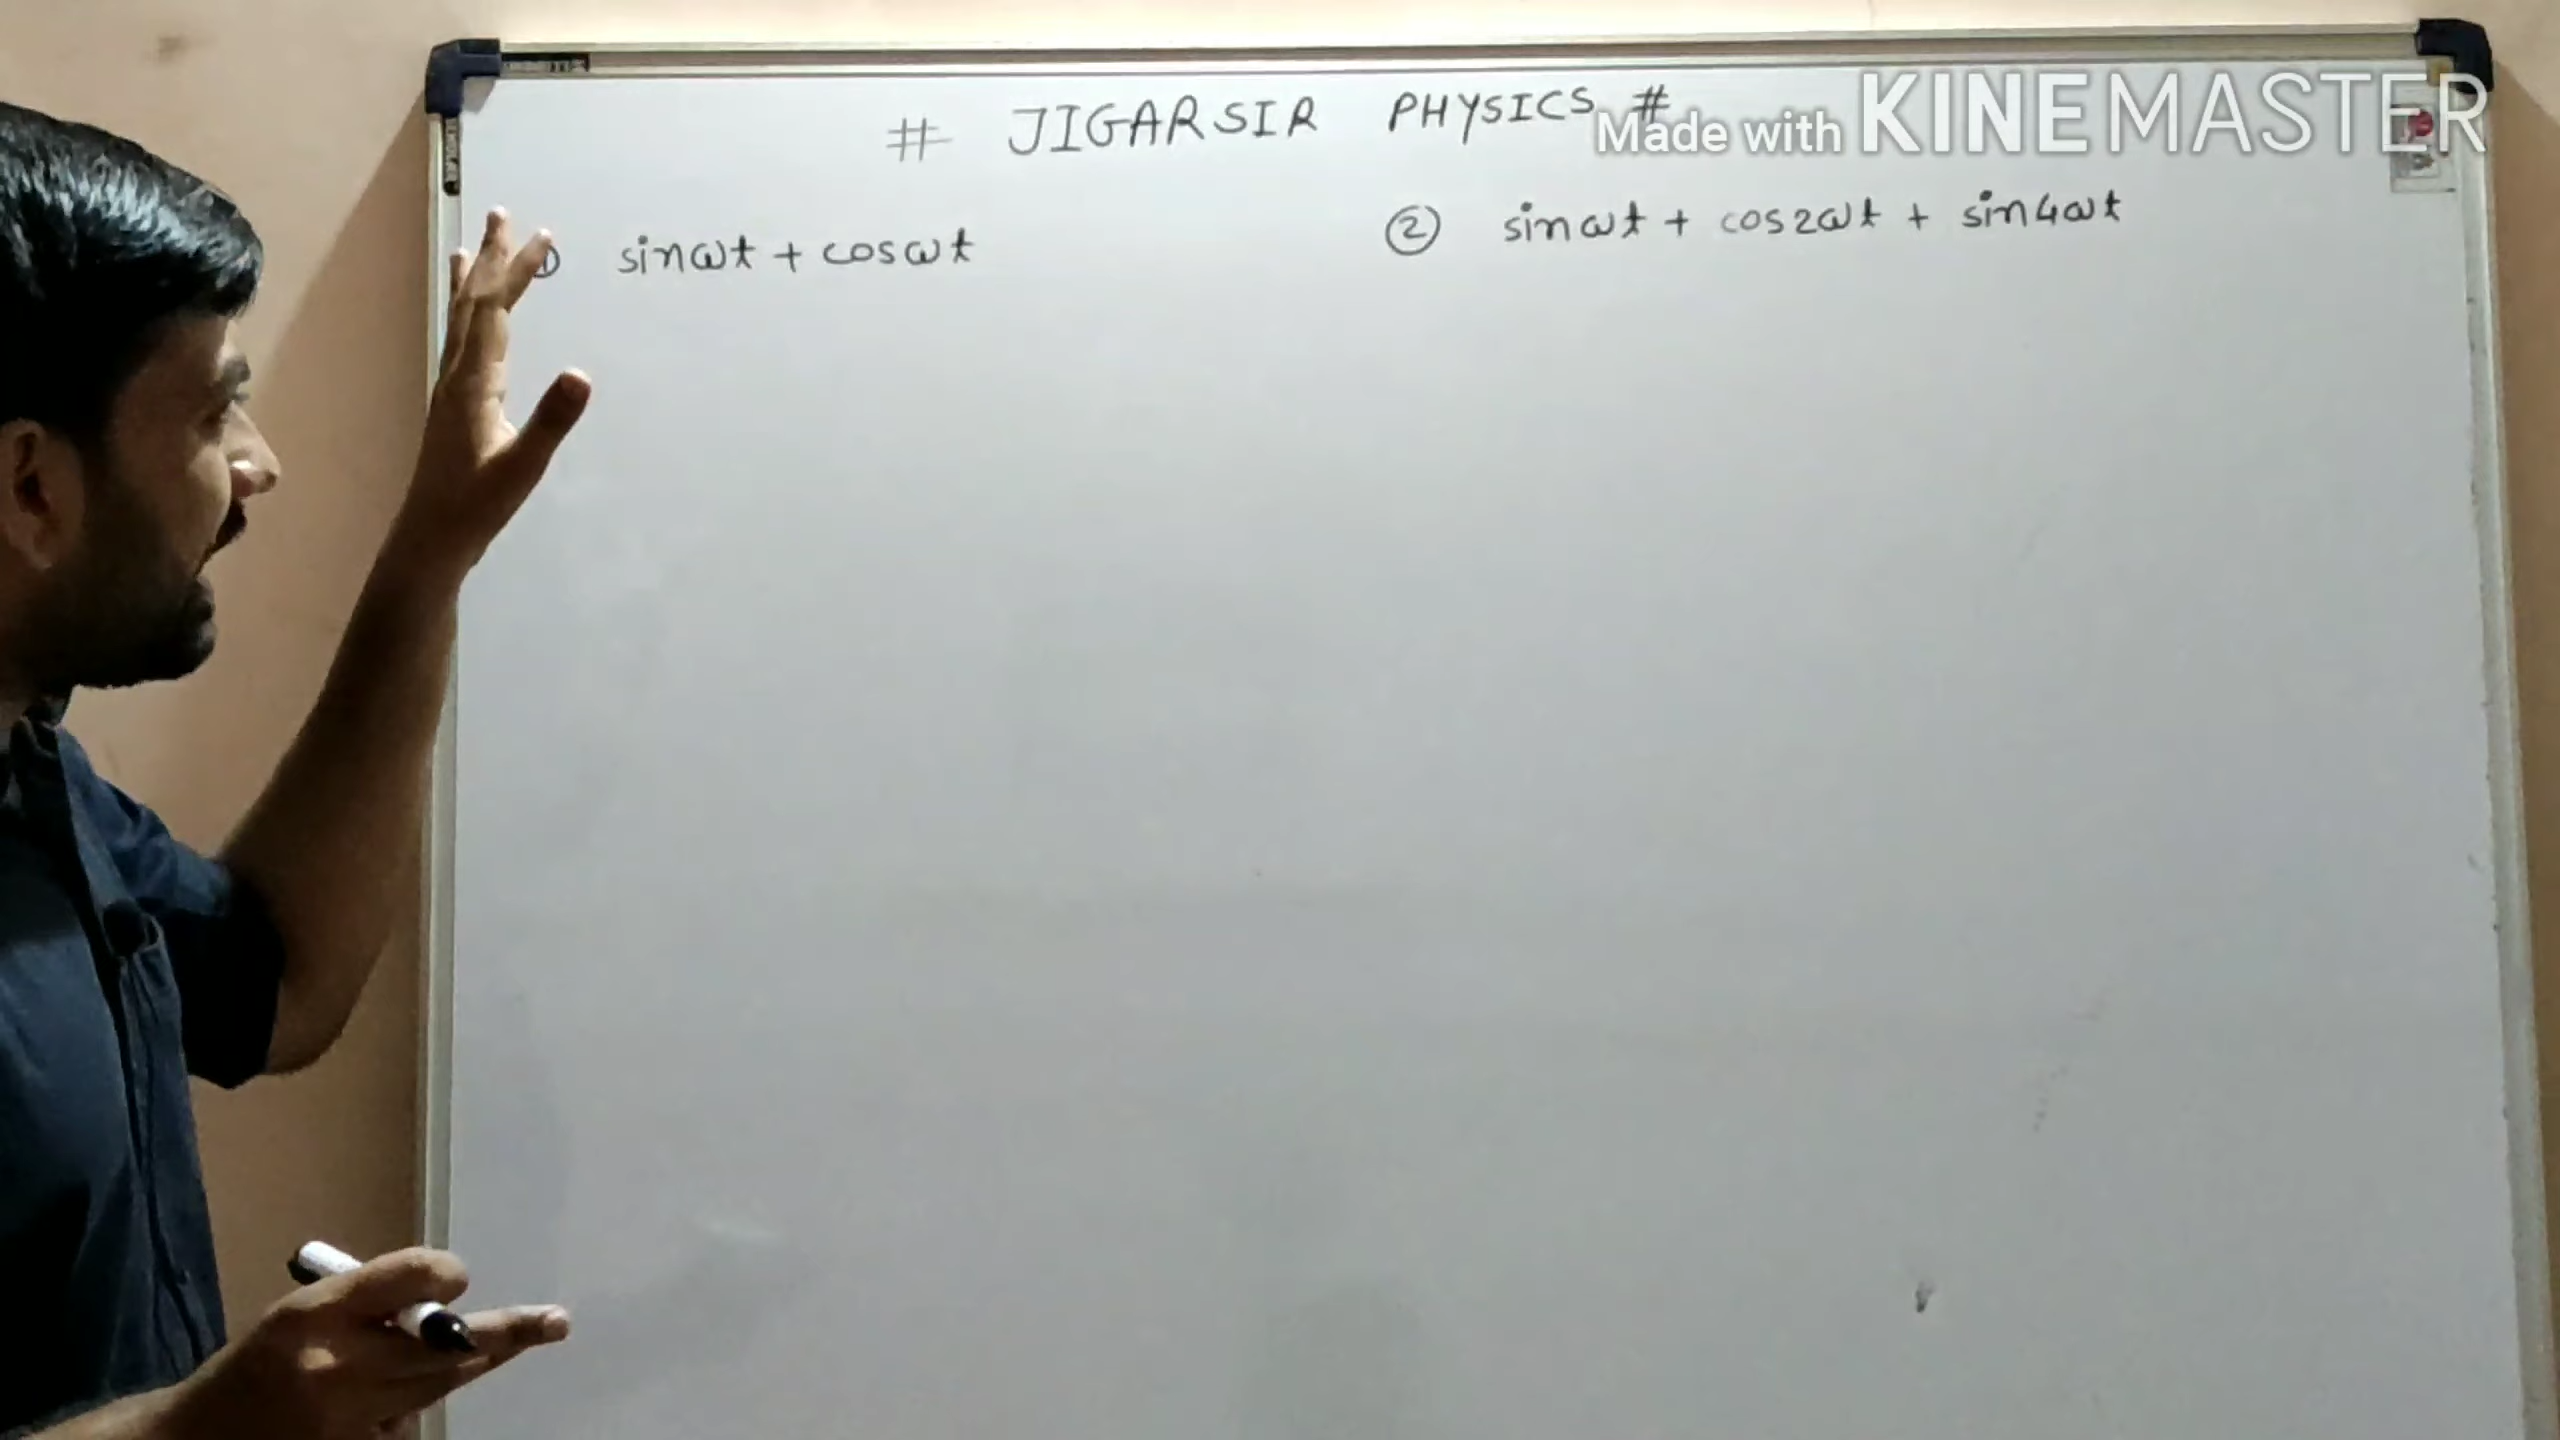 # JIGARSIR PHYSICS #
Made with KINEMASTER
① sinωt + cosωt
② sinωt + cos2ωt + sin4ωt